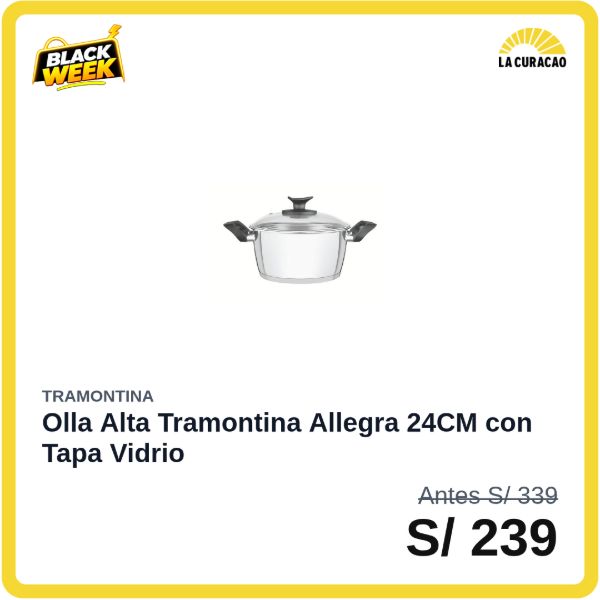 BLACK
WEEK
LA CURACAO
TRAMONTINA
Olla Alta Tramontina Allegra 24CM con
Tapa Vidrio
Antes S/ 339
S/ 239